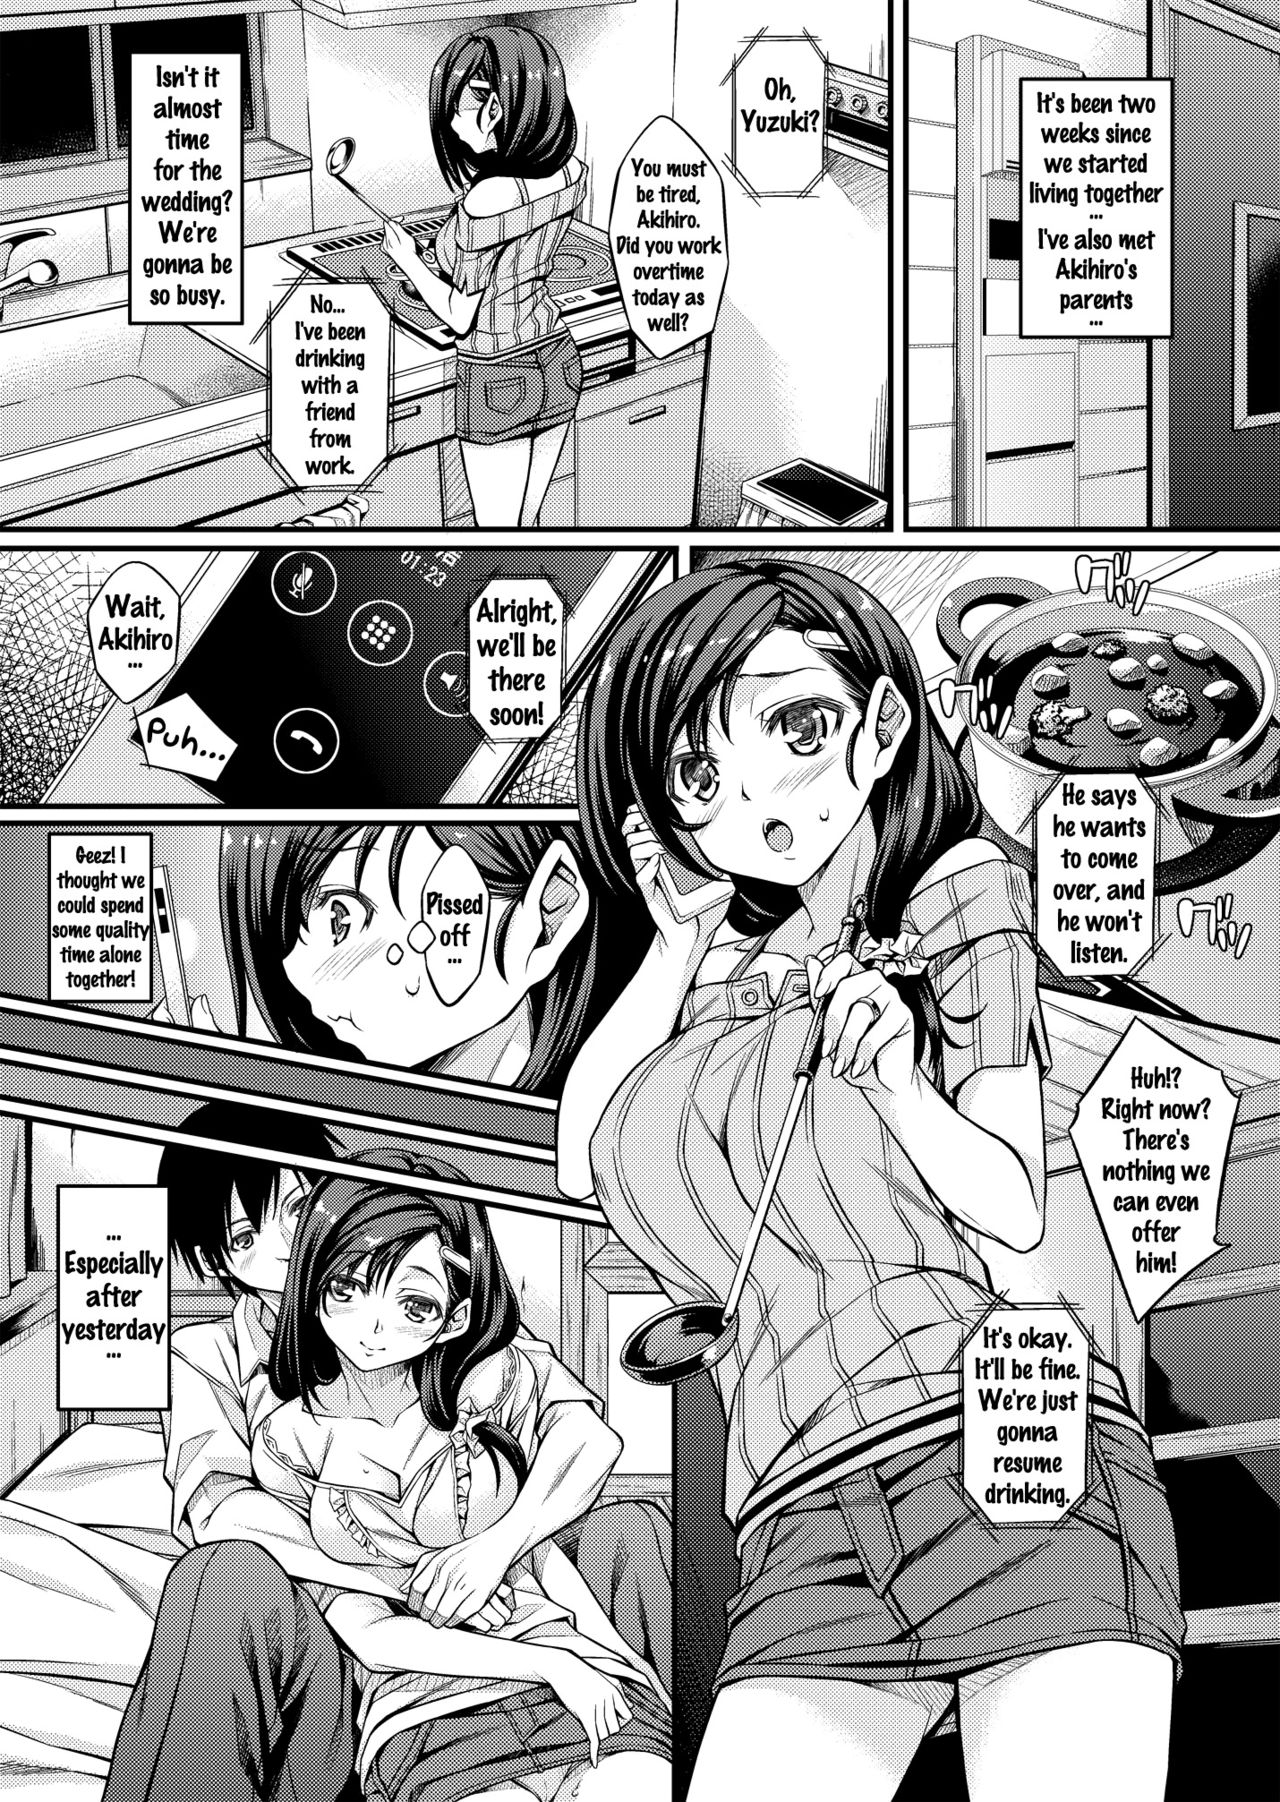 It's been two
weeks since
we started
living together
...
I've also met
Akihiro's
parents
...
Oh,
Yuzuki?
You must
be tired,
Akihiro.
Did you work
overtime
today as
well?
Isn't it
almost
time
for the
wedding?
We're
gonna be
so busy.
No...
I've been
drinking
with a
friend
from
work.
He says
he wants
to come
over, and
he won't
listen.
Huh!?
Right now?
There's
nothing we
can even
offer
him!
It's okay.
It'll be fine.
We're just
gonna
resume
drinking.
Alright,
we'll be
there
soon!
01:23
Wait,
Akihiro
...
Puh...
Pissed
off
...
Geez! I
thought we
could spend
some quality
time alone
together!
...
Especially
after
yesterday
...